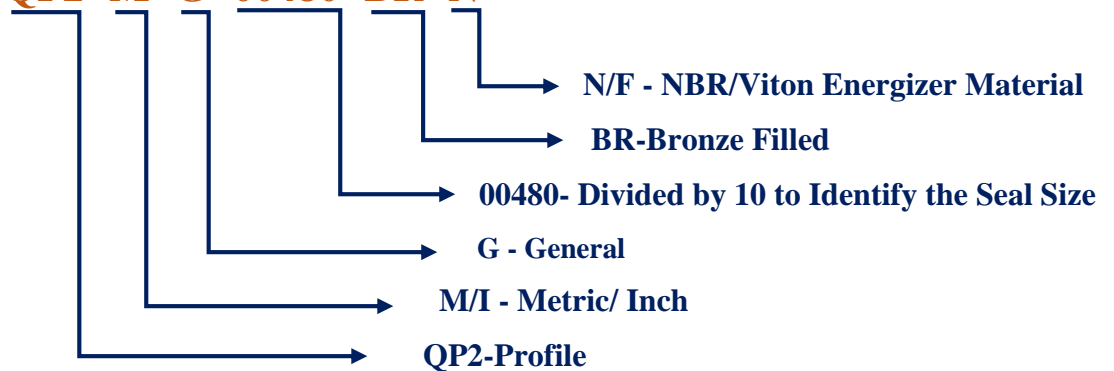 N/F - NBR/Viton Energizer Material
BR-Bronze Filled
00480- Divided by 10 to Identify the Seal Size
G - General
M/I - Metric/ Inch
QP2-Profile